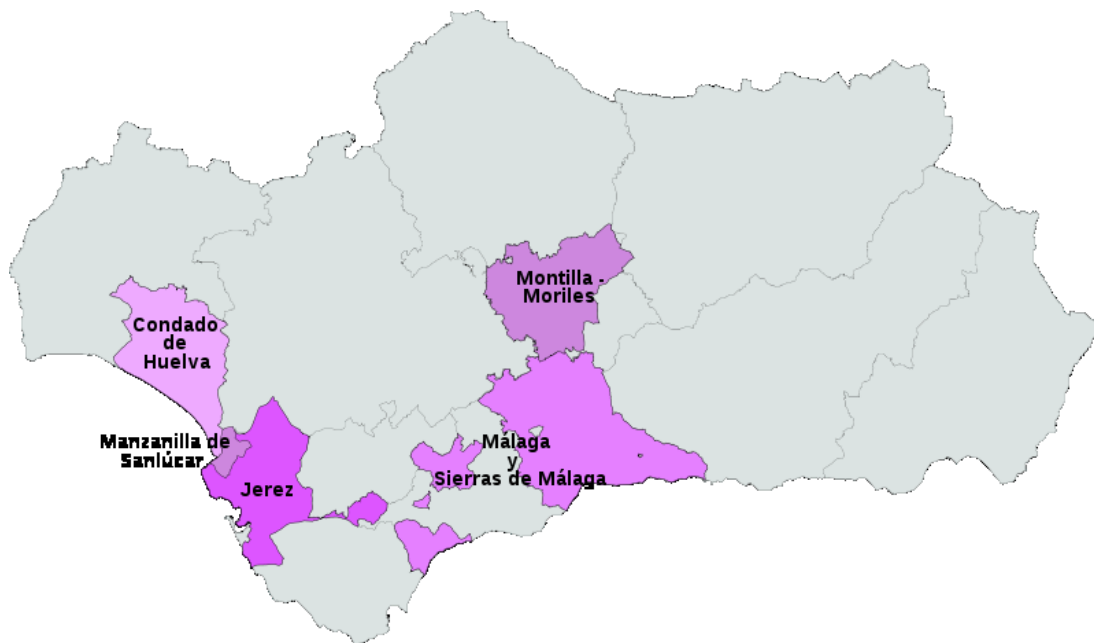 Montilla -
Moriles
Condado
de
Huelva
Manzanilla de
Sanlúcar
Jerez
Málaga
y
Sierras de Málaga